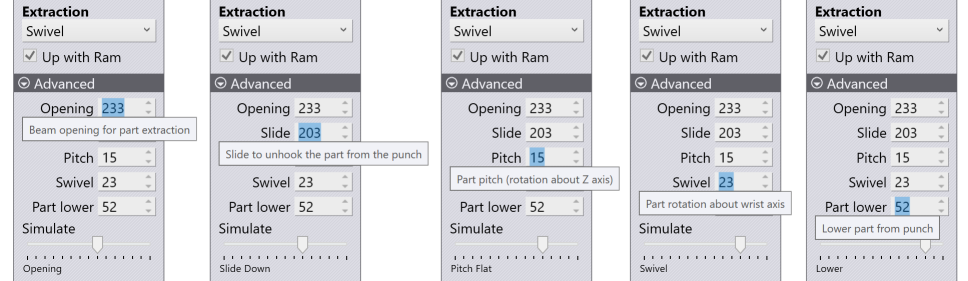 Extraction
Swivel
Up with Ram
Advanced
Opening 233
Beam opening for part extraction
Pitch 15
Swivel 23
Part lower 52
Simulate
Opening
Extraction
Swivel
Up with Ram
Advanced
Opening 233
Slide 203
Slide to unhook the part from the punch
Swivel 23
Part lower 52
Simulate
Slide Down
Extraction
Swivel
Up with Ram
Advanced
Opening 233
Slide 203
Pitch 15
Part pitch (rotation about Z axis)
Part lower 52
Simulate
Pitch Flat
Extraction
Swivel
Up with Ram
Advanced
Opening 233
Slide 203
Pitch 15
Swivel 23
Part rotation about wrist axis
Simulate
Swivel
Extraction
Swivel
Up with Ram
Advanced
Opening 233
Slide 203
Pitch 15
Swivel 23
Part lower 52
Lower part from punch
Lower